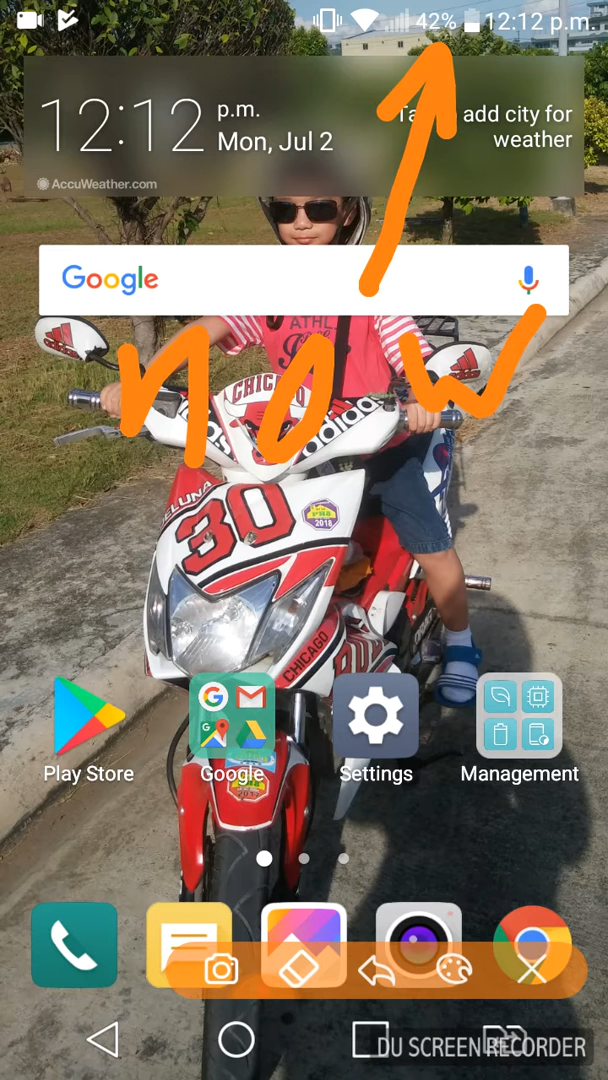 42% 12:12 p.m.
12:12 p.m.
Mon, Jul 2
add city for
weather
AccuWeather.com
Google
ATHL
now
CHICAGO
adidas
30
2018
CHICAGO
Play Store
Google
Settings
Management
DU SCREEN RECORDER